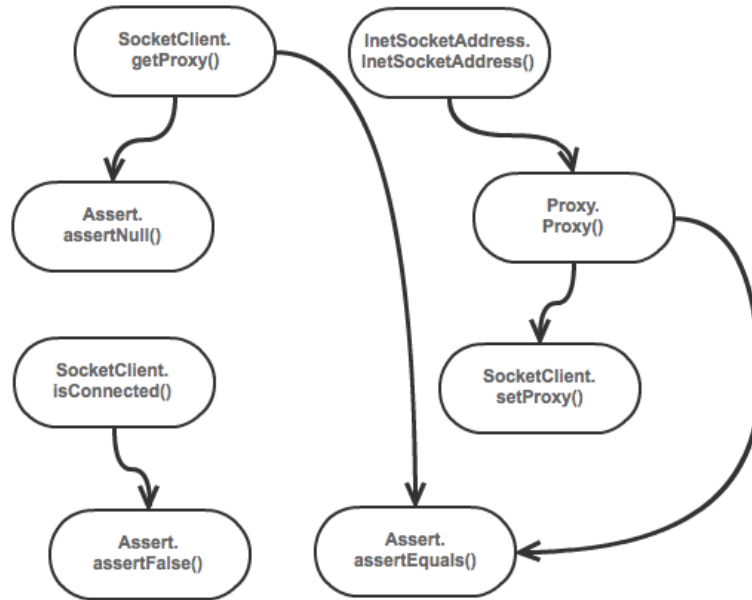 SocketClient.
getProxy()
InetSocketAddress.
InetSocketAddress()
Assert.
assertNull()
Proxy.
Proxy()
SocketClient.
isConnected()
SocketClient.
setProxy()
Assert.
assertFalse()
Assert.
assertEquals()